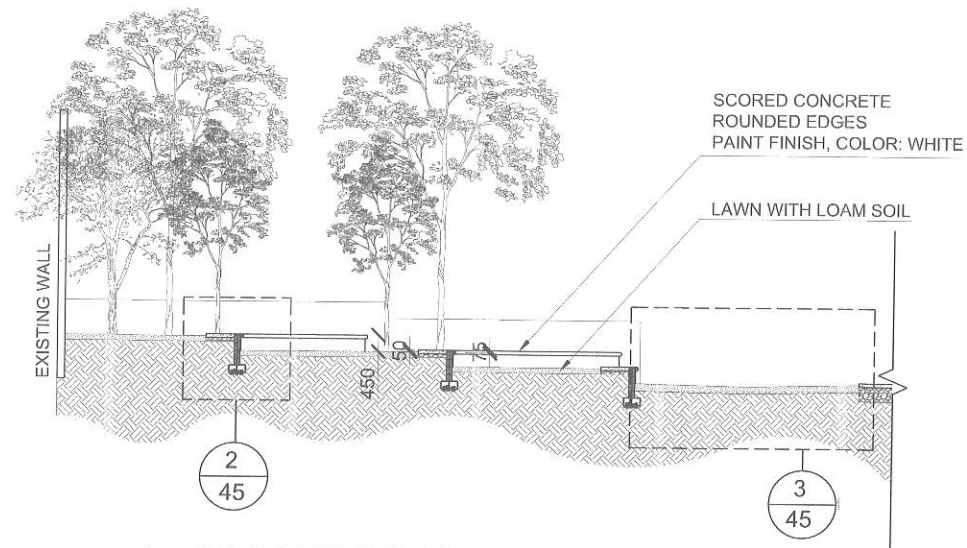 SCORED CONCRETE
ROUNDED EDGES
PAINT FINISH, COLOR: WHITE
LAWN WITH LOAM SOIL
EXISTING WALL
450
50
75
2
45
3
45